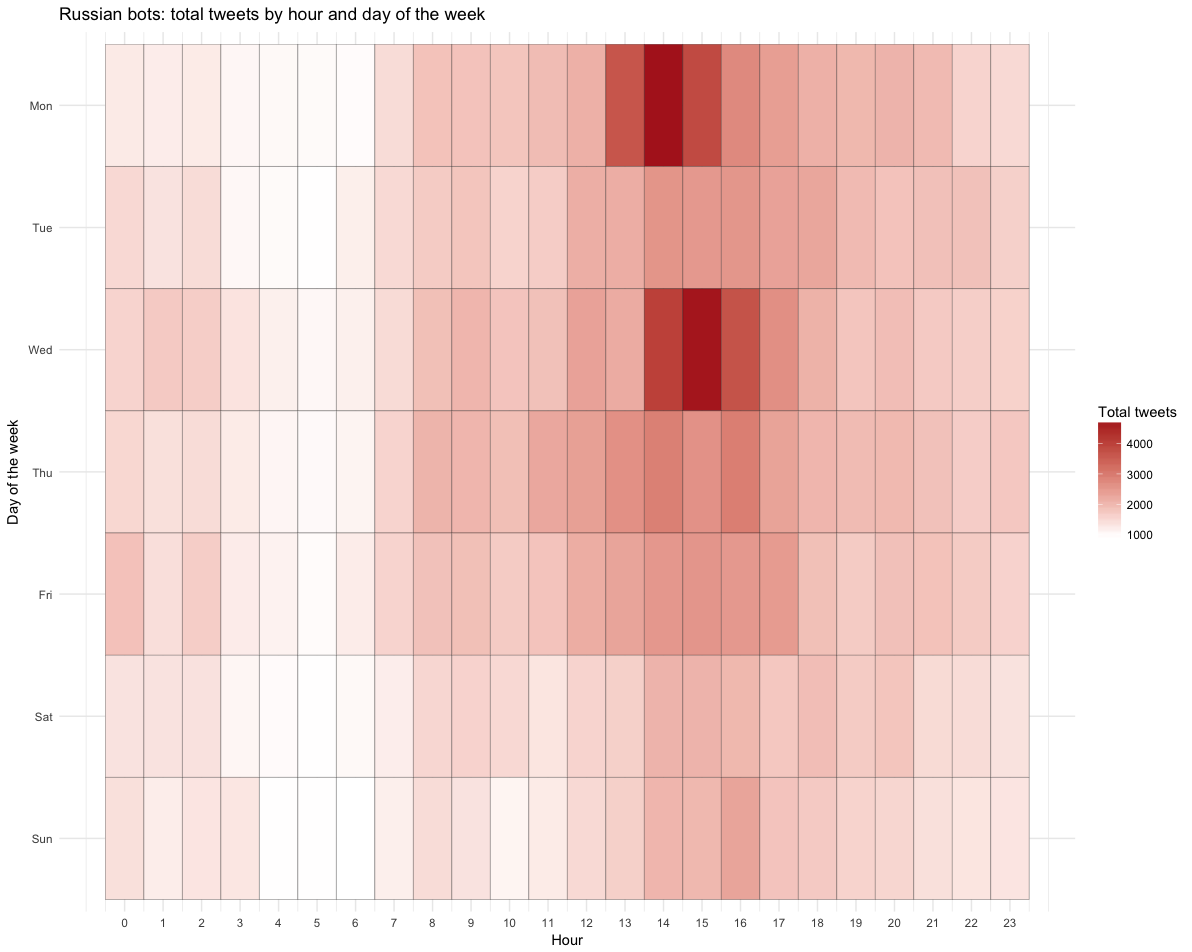 Russian bots: total tweets by hour and day of the week
Mon
Tue
Wed
Thu
Fri
Sat
Sun
Day of the week
0 1 2 3 4 5 6 7 8 9 10 11 12 13 14 15 16 17 18 19 20 21 22 23
Hour
Total tweets
4000
3000
2000
1000